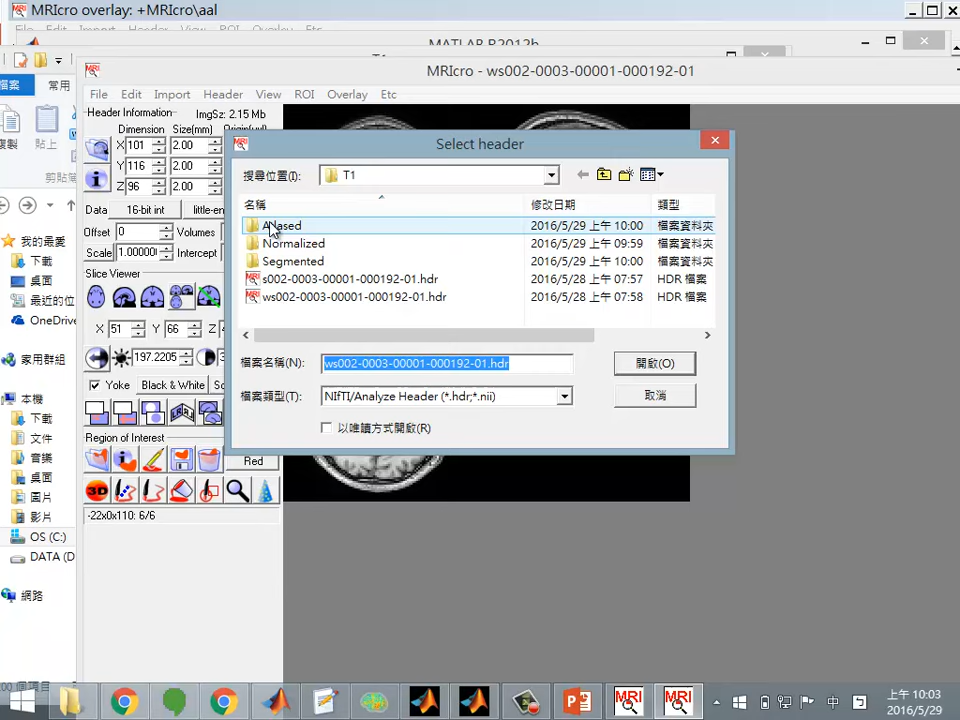 MRIcro overlay: +MRIcro\aal
MATLAB R2012b
檔案
常用
複製
貼上
剪貼簿
MRIcro - ws002-0003-00001-000192-01
File Edit Import Header View ROI Overlay Etc
Header Information ImgSz: 2.15 Mb
Dimension Size(mm)
X 101 2.00
Y 116 2.00
Z 96 2.00
Data 16-bit int
Offset 0 Volumes
Scale 1.00000 Intercept
Slice Viewer
X 51 Y 66 Z
197.2205
Yoke Black & White
Region of Interest
Red
3D
-22x0x110: 6/6
Select header
搜尋位置(I): T1
名稱 修改日期 類型
2016/5/29 上午 10:00 檔案資料夾
Normalized 2016/5/29 上午 09:59 檔案資料夾
Segmented 2016/5/29 上午 10:00 檔案資料夾
s002-0003-00001-000192-01.hdr 2016/5/28 上午 07:57 HDR 檔案
ws002-0003-00001-000192-01.hdr 2016/5/28 上午 07:58 HDR 檔案
檔案名稱(N): ws002-0003-00001-000192-01.hdr 開啟(O)
檔案類型(T): NIfTI/Analyze Header (*.hdr;*.nii) 取消
以唯讀方式開啟(R)
我的最愛
下載
桌面
最近的位
OneDrive
家用群組
本機
下載
文件
音樂
桌面
圖片
影片
OS (C:)
DATA (D
網路
中
上午 10:03
2016/5/29